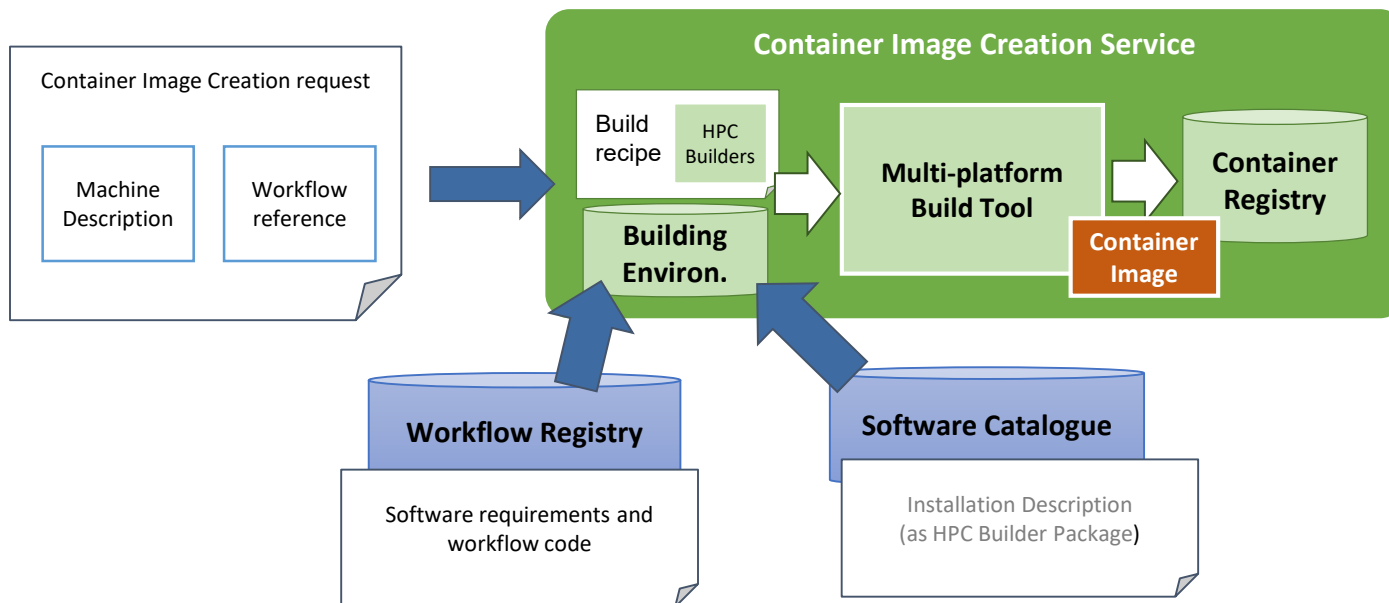 Container Image Creation Service
Container Image Creation request
Machine
Description
Workflow
reference
Build
recipe
HPC
Builders
Building
Environ.
Multi-platform
Build Tool
Container
Image
Container
Registry
Workflow Registry
Software requirements and
workflow code
Software Catalogue
Installation Description
(as HPC Builder Package)